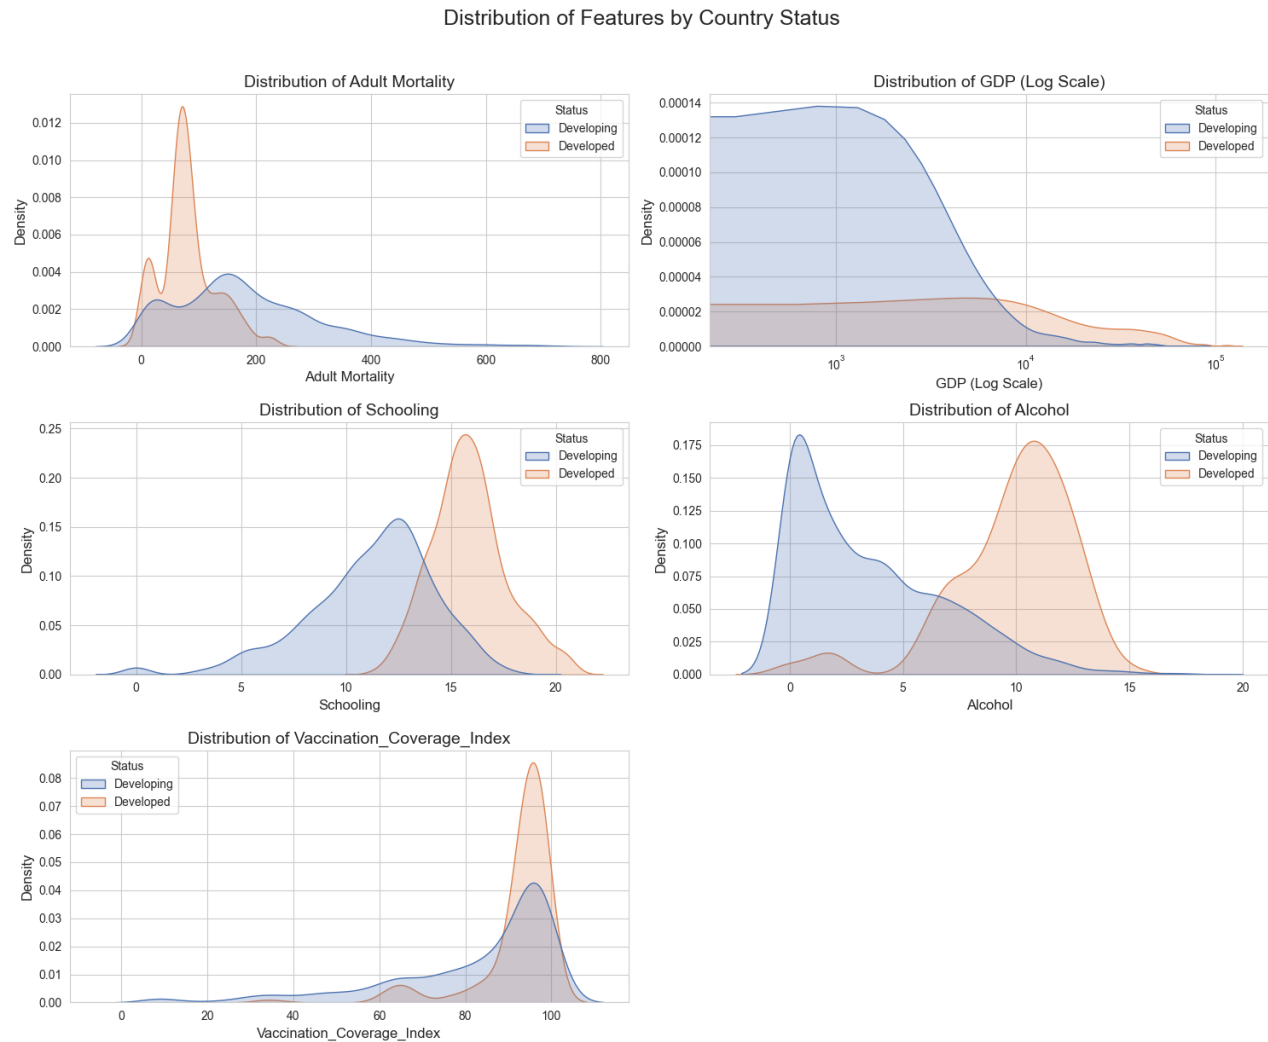 Distribution of Features by Country Status
Distribution of Adult Mortality
Density
0.012
0.010
0.008
0.006
0.004
0.002
0.000
0
200
400
600
800
Adult Mortality
Status
Developing
Developed
Distribution of GDP (Log Scale)
Density
0.00014
0.00012
0.00010
0.00008
0.00006
0.00004
0.00002
0.00000
10³
10⁴
10⁵
GDP (Log Scale)
Status
Developing
Developed
Distribution of Schooling
Density
0.25
0.20
0.15
0.10
0.05
0.00
0
5
10
15
20
Schooling
Status
Developing
Developed
Distribution of Alcohol
Density
0.175
0.150
0.125
0.100
0.075
0.050
0.025
0.000
0
5
10
15
20
Alcohol
Status
Developing
Developed
Distribution of Vaccination_Coverage_Index
Density
0.08
0.07
0.06
0.05
0.04
0.03
0.02
0.01
0.00
0
20
40
60
80
100
Vaccination_Coverage_Index
Status
Developing
Developed